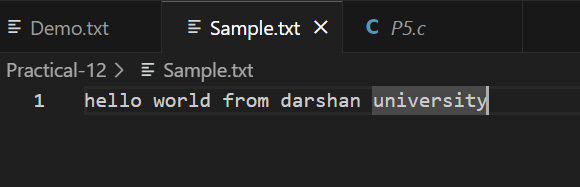 Demo.txt Sample.txt C P5.c
Practical-12 > Sample.txt
1 hello world from darshan university